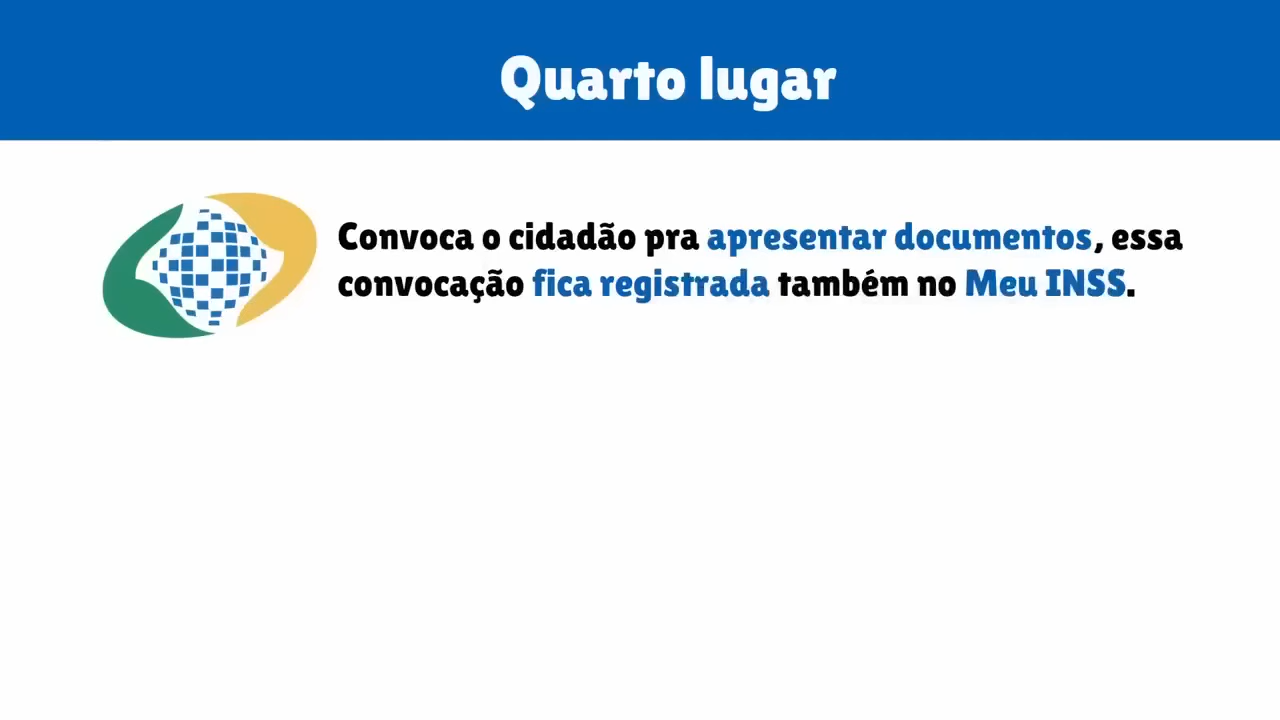 Quarto lugar
Convoca o cidadão pra apresentar documentos, essa
convocação fica registrada também no Meu INSS.